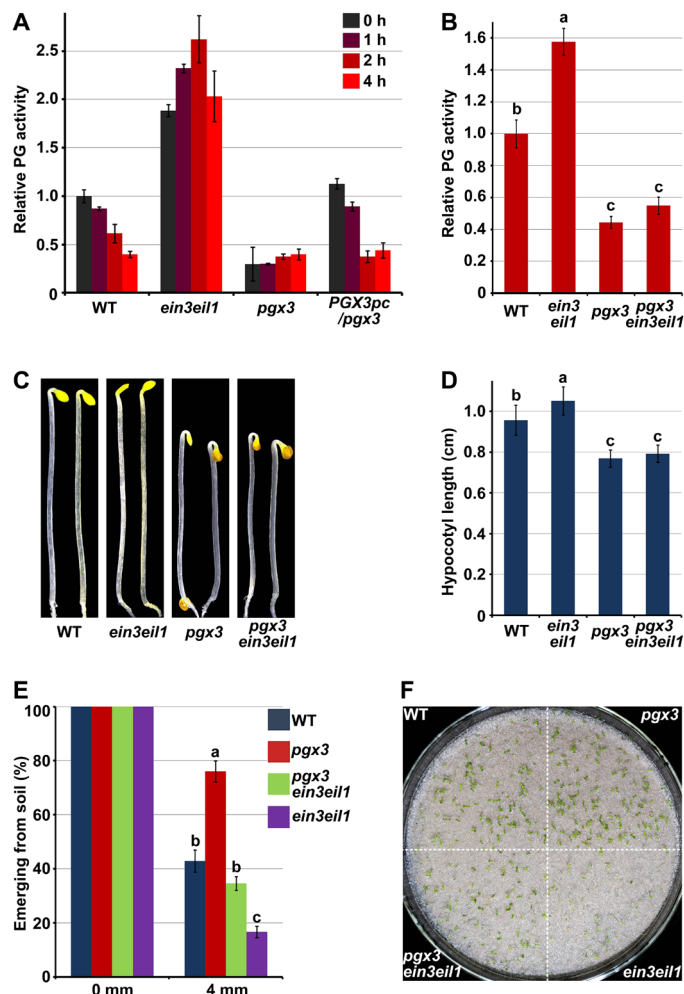 A
Relative PG activity
2.5
2.0
1.5
1.0
0.5
0
0 h
1 h
2 h
4 h
WT
ein3eil1
pgx3
PGX3pc
/pgx3
B
Relative PG activity
1.6
1.4
1.2
1.0
0.8
0.6
0.4
0.2
0
b
a
c
c
WT
ein3
eil1
pgx3
pgx3
ein3eil1
C
WT
ein3eil1
pgx3
pgx3
ein3eil1
D
Hypocotyl length (cm)
1.0
0.8
0.6
0.4
0.2
0
b
a
c
c
WT
ein3
eil1
pgx3
pgx3
ein3eil1
E
Emerging from soil (%)
100
80
60
40
20
0
WT
pgx3
pgx3
ein3eil1
ein3eil1
b
a
b
c
0 mm
4 mm
F
WT
pgx3
pgx3
ein3eil1
ein3eil1